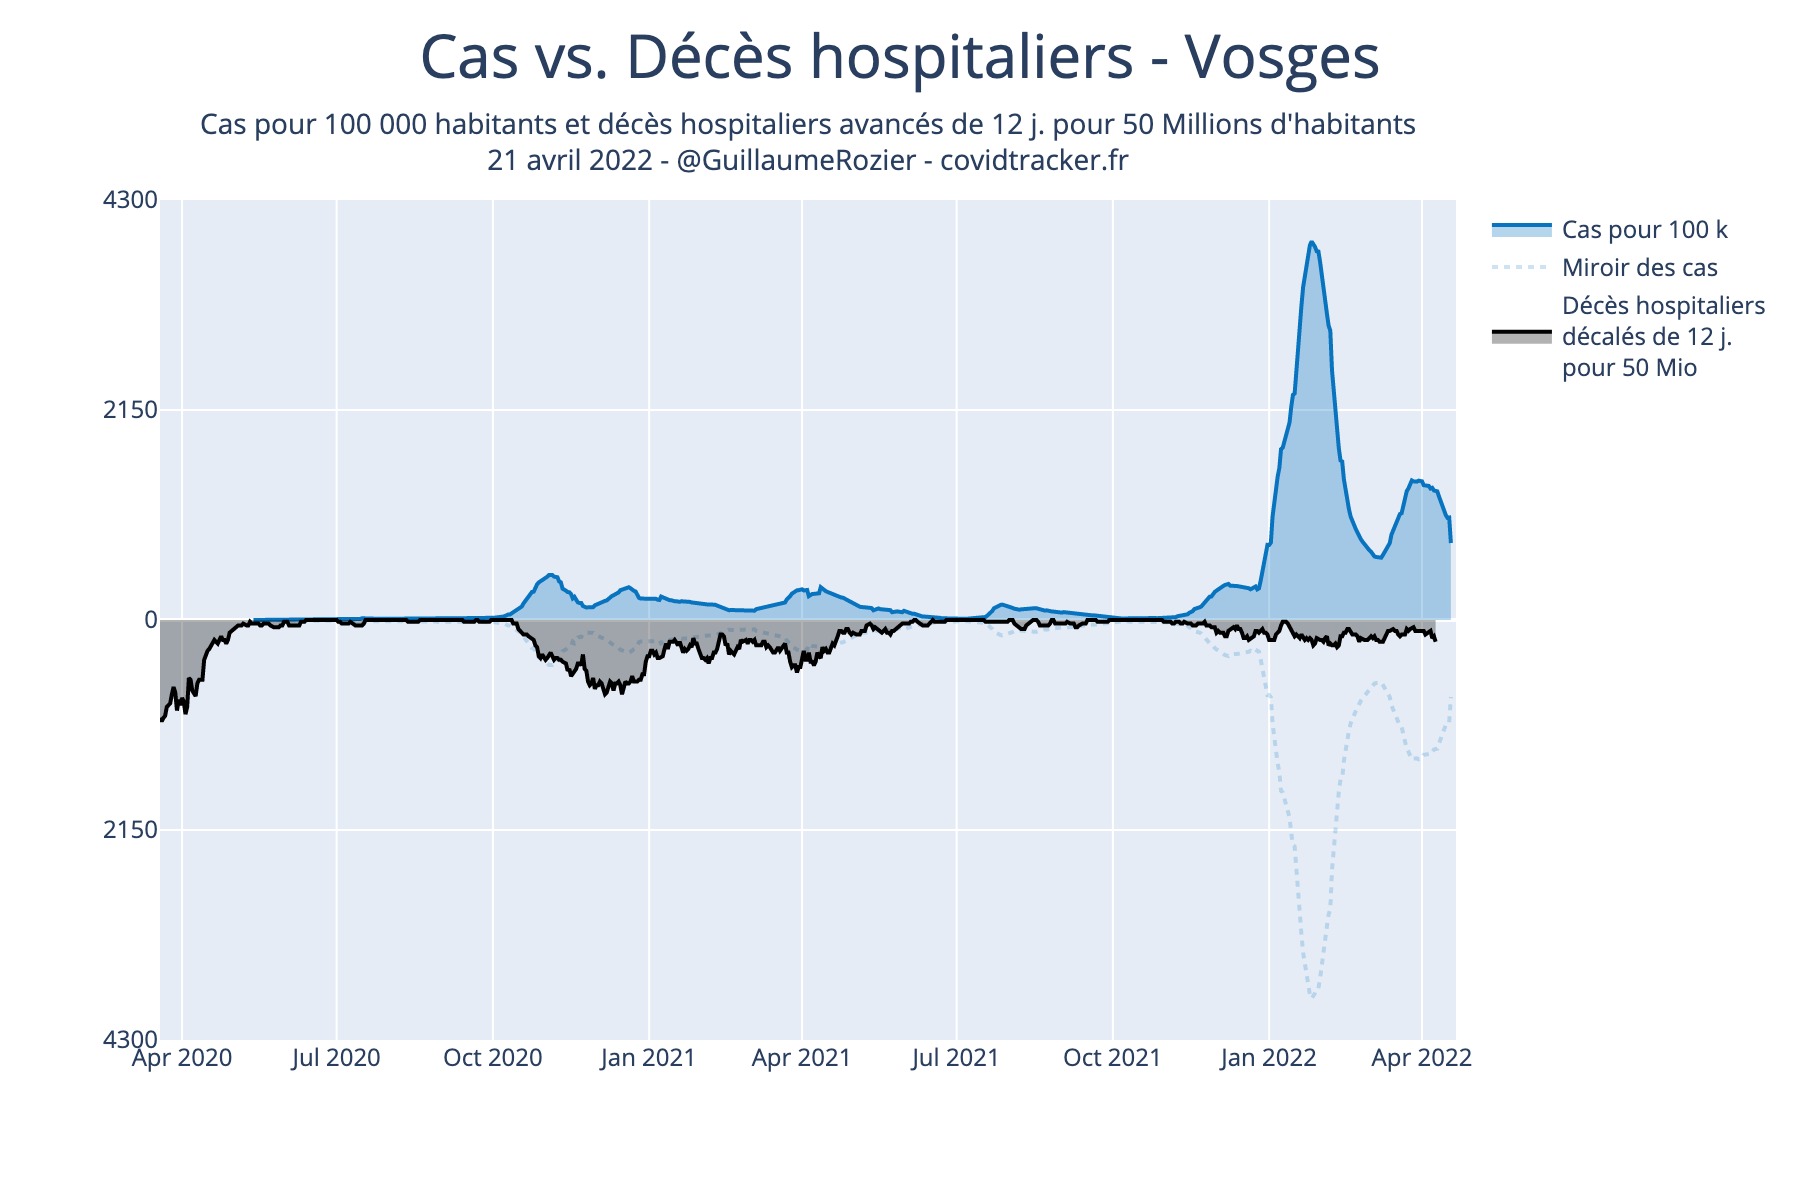 Cas vs. Décès hospitaliers - Vosges
Cas pour 100 000 habitants et décès hospitaliers avancés de 12 j. pour 50 Millions d'habitants
21 avril 2022 - @GuillaumeRozier - covidtracker.fr
4300
2150
0
2150
4300
Apr 2020
Jul 2020
Oct 2020
Jan 2021
Apr 2021
Jul 2021
Oct 2021
Jan 2022
Apr 2022
Cas pour 100 k
Miroir des cas
Décès hospitaliers
décalés de 12 j.
pour 50 Mio